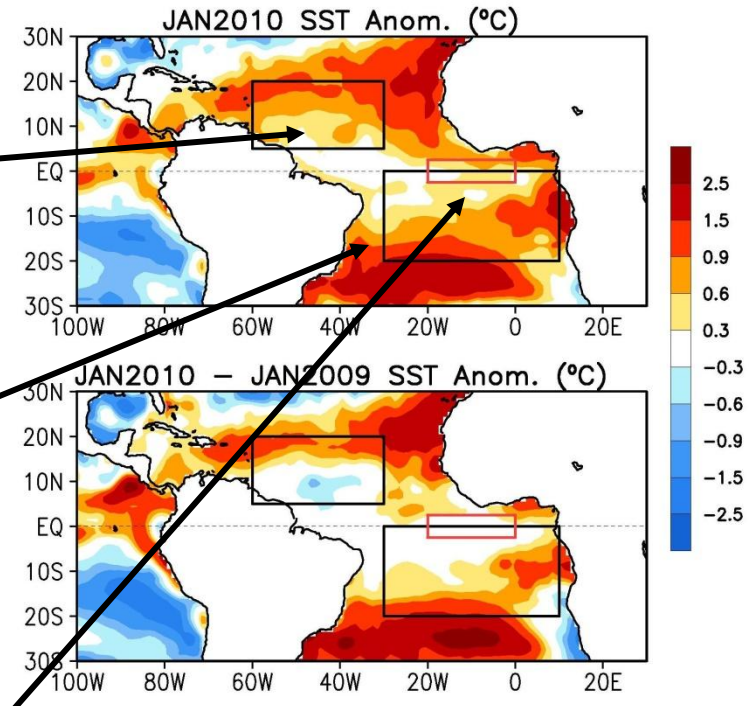 JAN2010 SST Anom. (ºC)
30N
20N
10N
EQ
10S
20S
30S
100W 80W 60W 40W 20W 0 20E
JAN2010 – JAN2009 SST Anom. (ºC)
30N
20N
10N
EQ
10S
20S
30S
100W 80W 60W 40W 20W 0 20E
2.5
1.5
0.9
0.6
0.3
−0.3
−0.6
−0.9
−1.5
−2.5